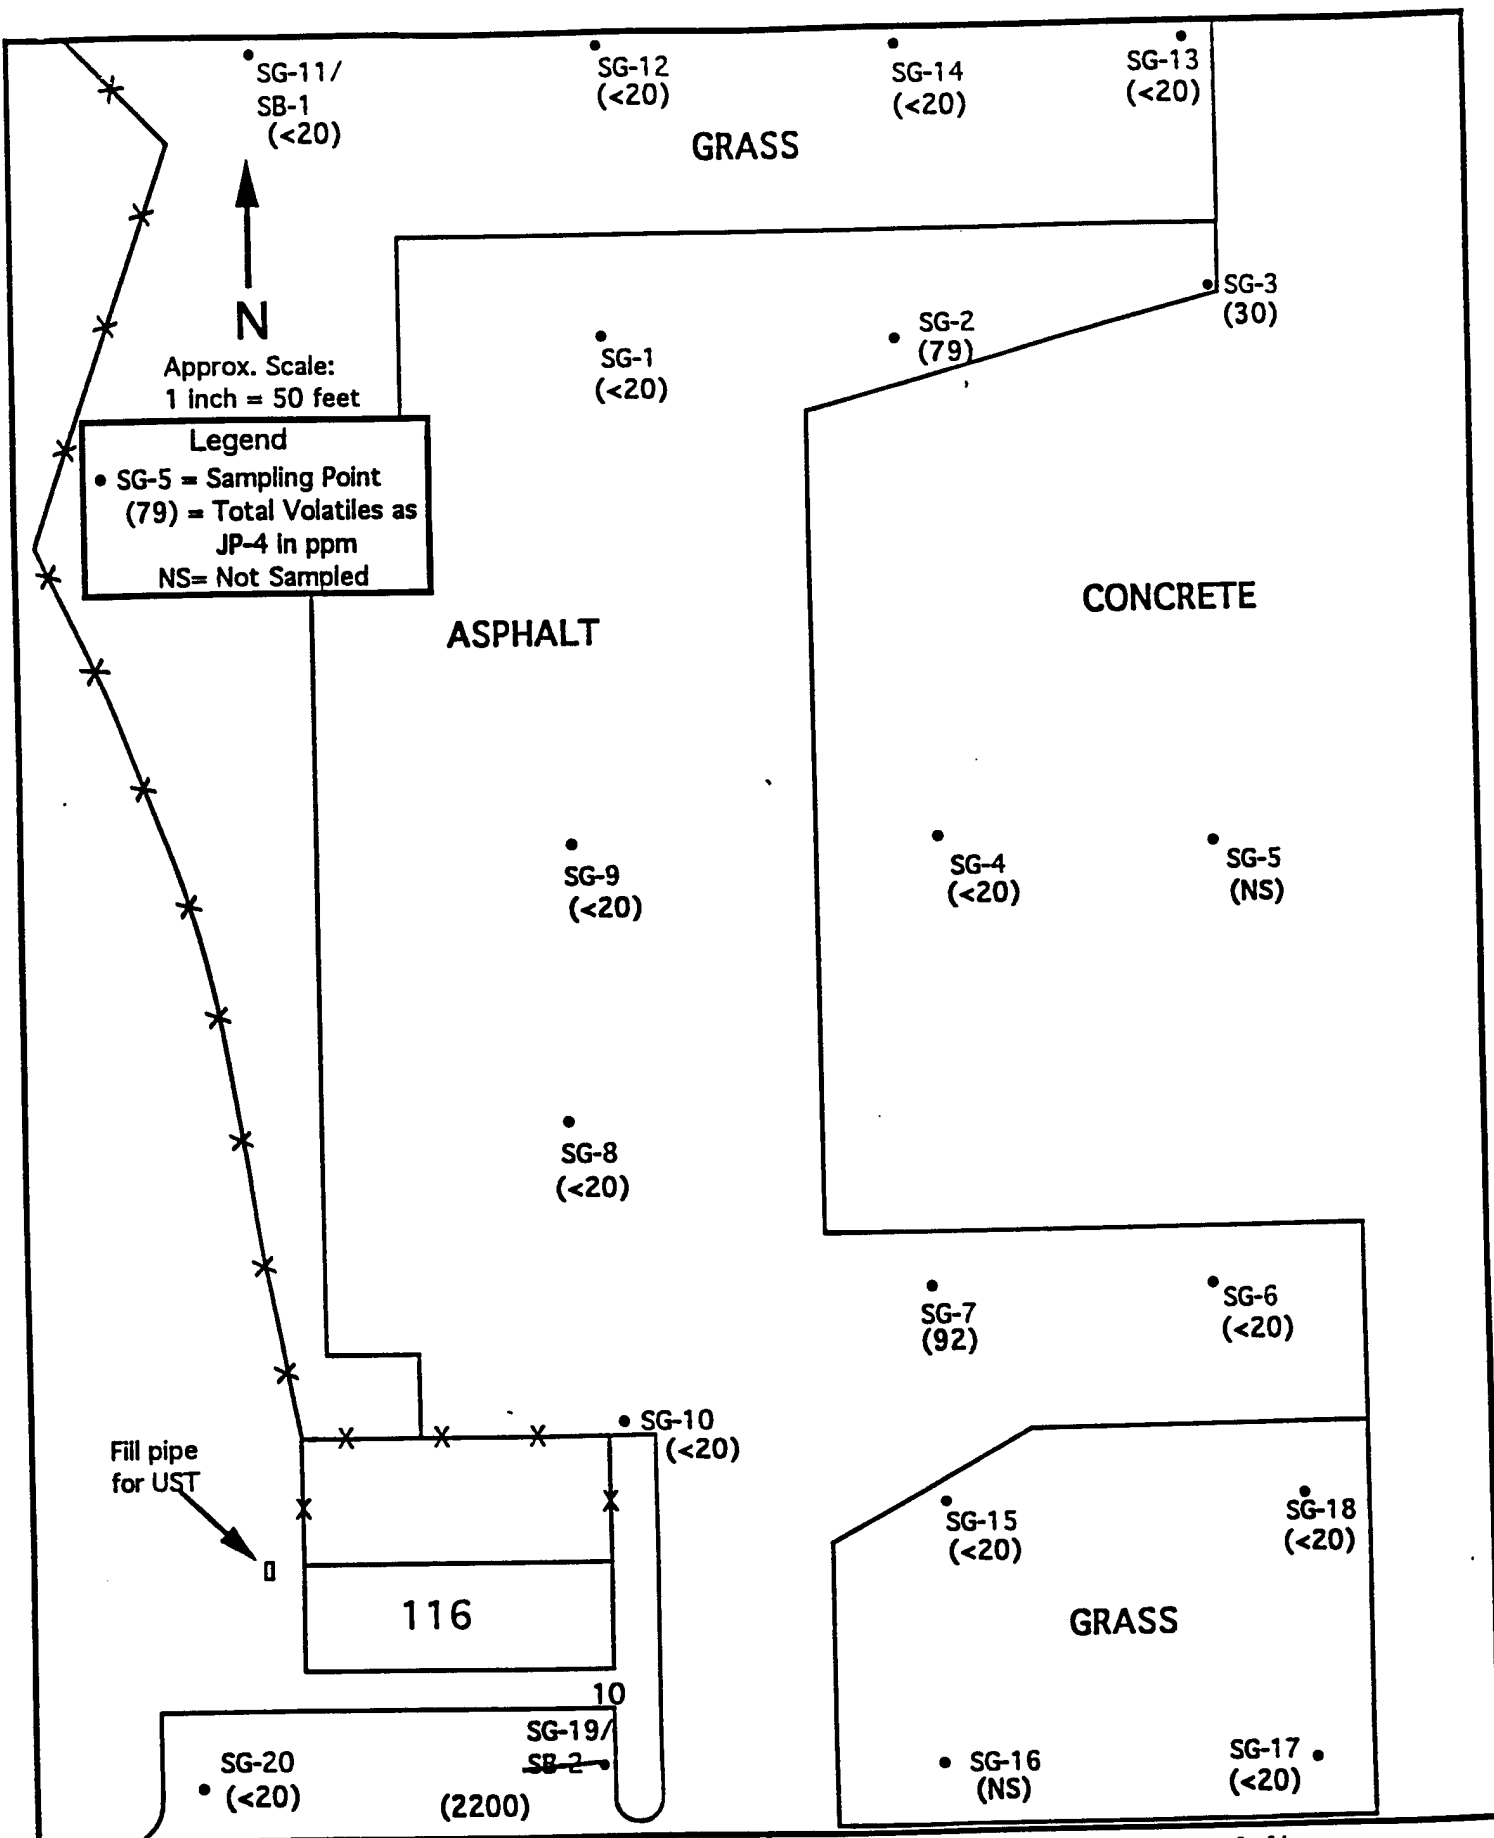 SG-11/
SB-1
(<20)
SG-12
(<20)
SG-14
(<20)
SG-13
(<20)
GRASS
N
Approx. Scale:
1 inch = 50 feet
SG-1
(<20)
SG-2
(79)
SG-3
(30)
Legend
• SG-5 = Sampling Point
(79) = Total Volatiles as
JP-4 in ppm
NS= Not Sampled
ASPHALT
CONCRETE
SG-9
(<20)
SG-4
(<20)
SG-5
(NS)
SG-8
(<20)
SG-7
(92)
SG-6
(<20)
SG-10
(<20)
Fill pipe
for UST
SG-15
(<20)
SG-18
(<20)
116
GRASS
10
SG-19/
SB-2
(2200)
SG-20
(<20)
SG-16
(NS)
SG-17
(<20)